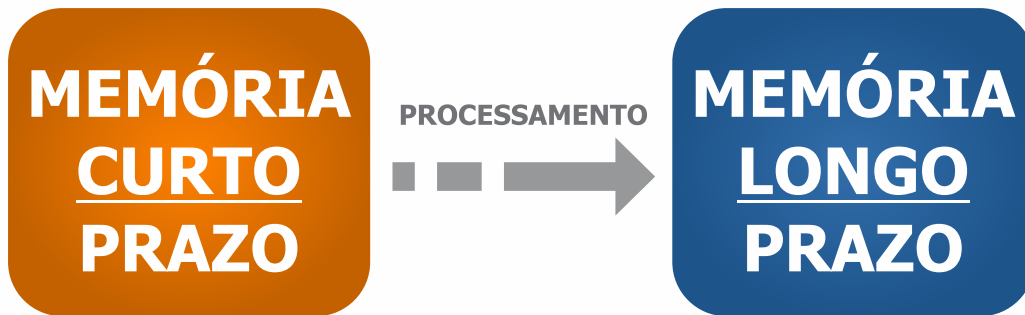 MEMÓRIA
CURTO
PRAZO
PROCESSAMENTO
MEMÓRIA
LONGO
PRAZO